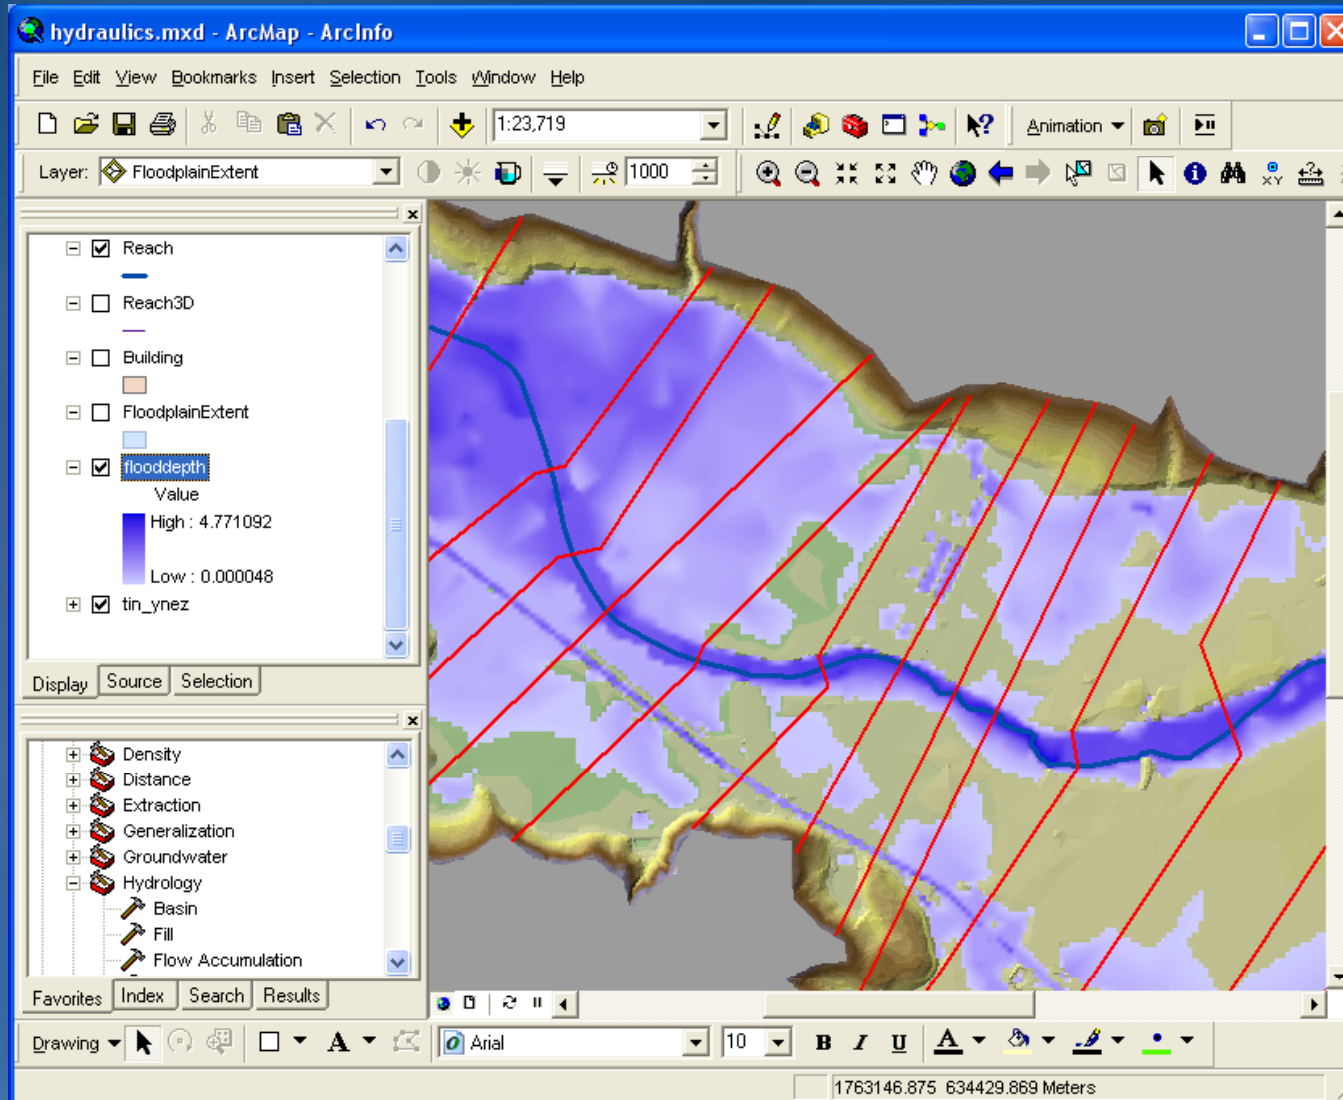 hydraulics.mxd - ArcMap - ArcInfo
File Edit View Bookmarks Insert Selection Tools Window Help
1:23,719
Animation
Layer: FloodplainExtent
1000
XY
Reach
Reach3D
Building
FloodplainExtent
flooddepth
Value
High : 4.771092
Low : 0.000048
tin_ynez
Display Source Selection
Density
Distance
Extraction
Generalization
Groundwater
Hydrology
Basin
Fill
Flow Accumulation
Favorites Index Search Results
Drawing A Arial 10 B I U A
1763146.875 634429.869 Meters